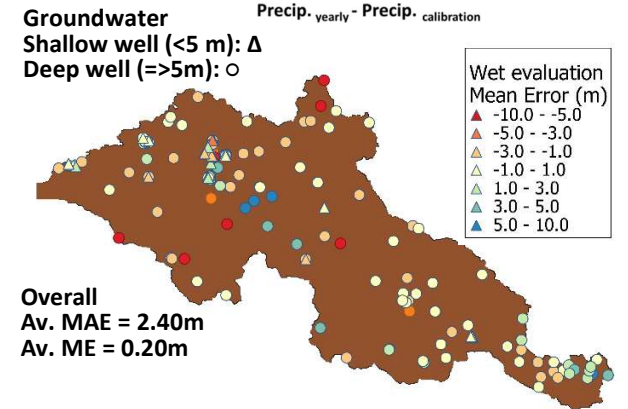 Groundwater
Shallow well (<5 m): Δ
Deep well (=>5m): ○
Precip. yearly - Precip. calibration
Wet evaluation
Mean Error (m)
-10.0 - -5.0
-5.0 - -3.0
-3.0 - -1.0
-1.0 - 1.0
1.0 - 3.0
3.0 - 5.0
5.0 - 10.0
Overall
Av. MAE = 2.40m
Av. ME = 0.20m